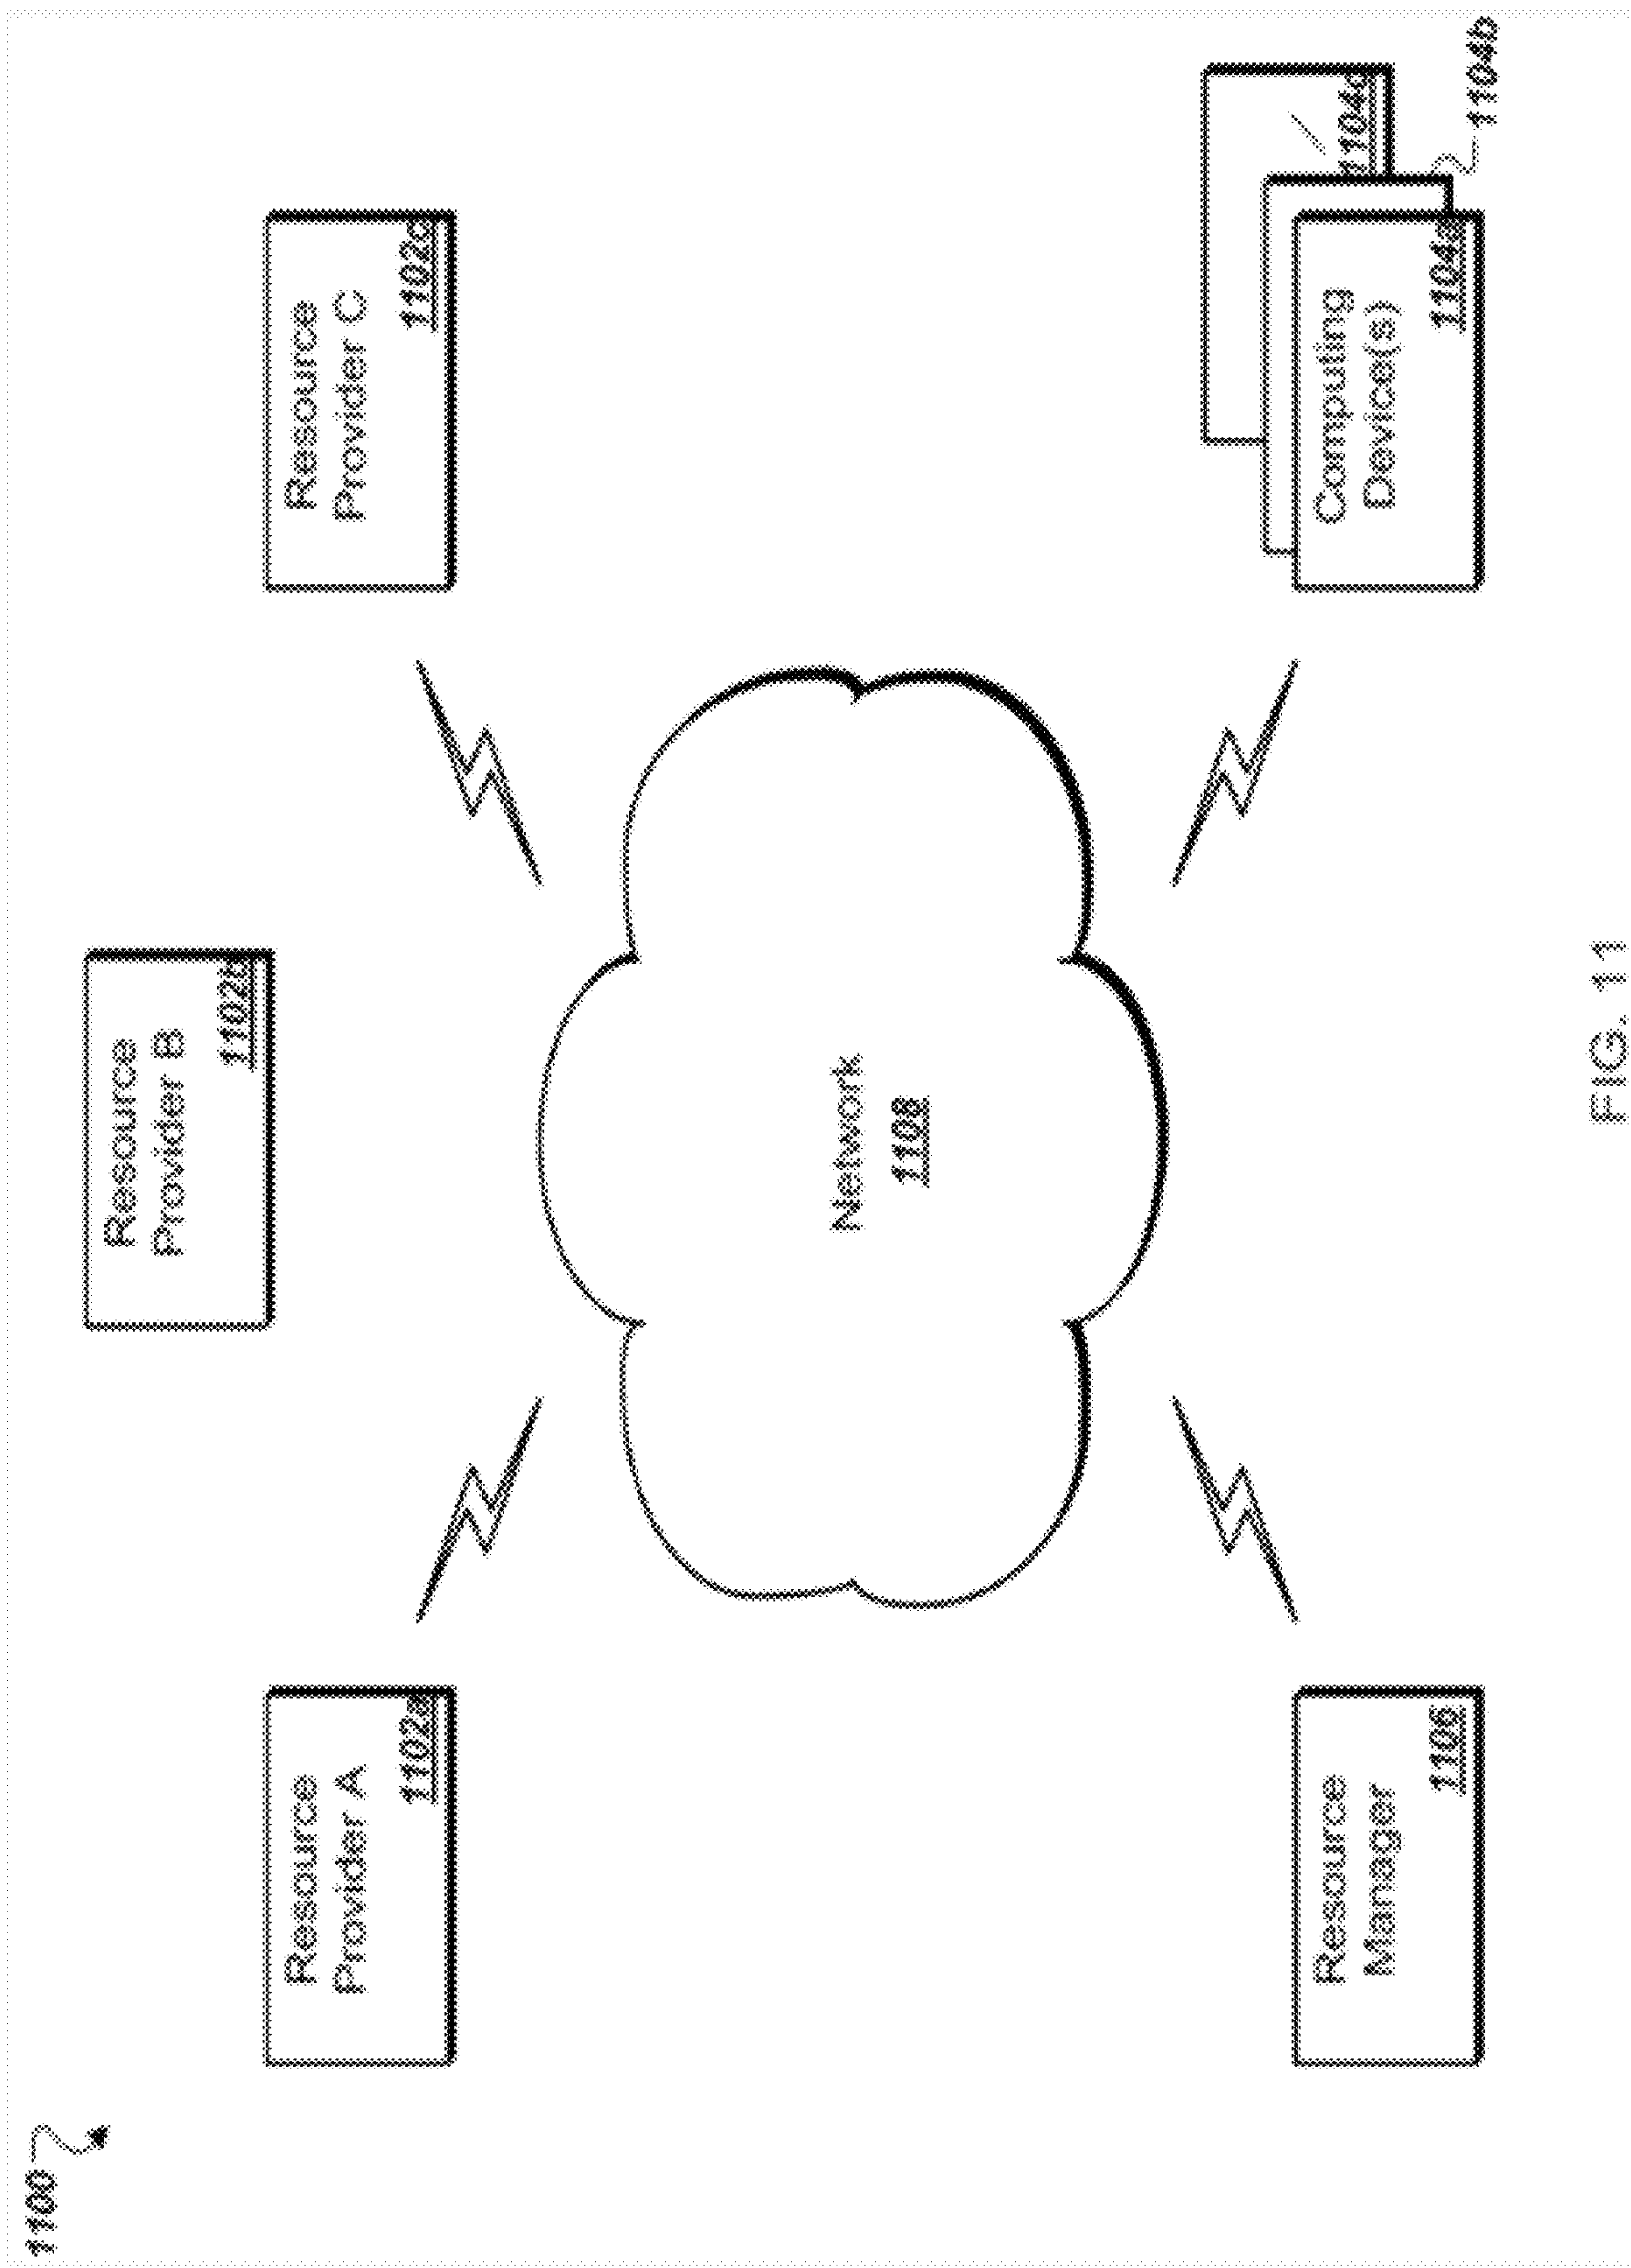 1100
Resource
Provider B
1102b
Resource
Provider A
1102a
Resource
Provider C
1102c
Network
1108
Resource
Manager
1106
Computing
Device(s)
1104a
1104b
1104c
FIG. 11